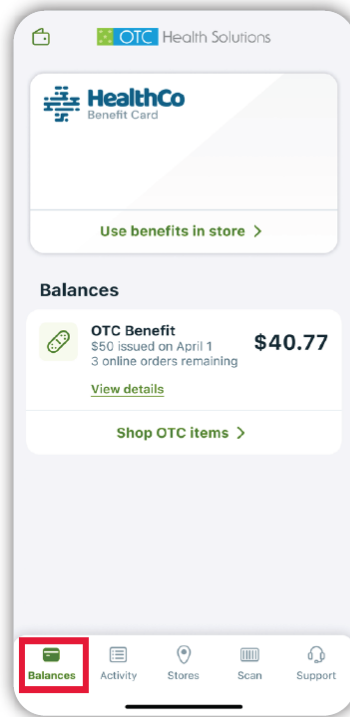 OTC Health Solutions
HealthCo
Benefit Card
Use benefits in store
Balances
OTC Benefit
$50 issued on April 1
3 online orders remaining
$40.77
View details
Shop OTC items
Balances
Activity
Stores
Scan
Support